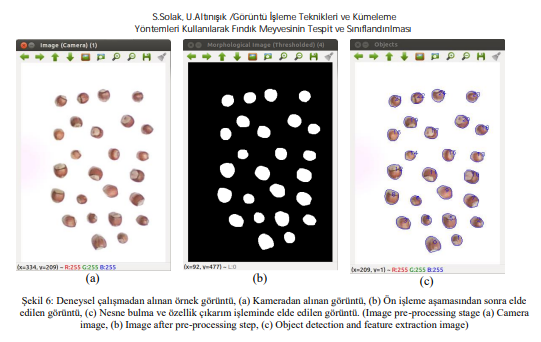 S.Solak, U.Altınışık /Görüntü İşleme Teknikleri ve Kümeleme
Yöntemleri Kullanılarak Fındık Meyvesinin Tespit ve Sınıflandırılması
Image (Camera) (1)
Morphological Image (Thresholded) (4)
Objects
(x=334, y=209) ~ R:255 G:255 B:255
(x=92, y=477) ~ L:0
(x=209, y=1) ~ R:255 G:255 B:255
(a)
(b)
(c)
Şekil 6: Deneysel çalışmadan alınan örnek görüntü, (a) Kameradan alınan görüntü, (b) Ön işleme aşamasından sonra elde
edilen görüntü, (c) Nesne bulma ve özellik çıkarım işleminde elde edilen görüntü. (Image pre-processing stage (a) Camera
image, (b) Image after pre-processing step, (c) Object detection and feature extraction image)